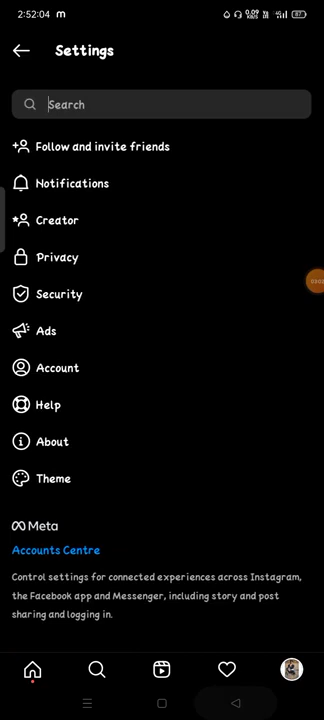 2:52:04 m
Settings
Search
Follow and invite friends
Notifications
Creator
Privacy
Security
Ads
Account
Help
About
Theme
Meta
Accounts Centre
Control settings for connected experiences across Instagram,
the Facebook app and Messenger, including story and post
sharing and logging in.